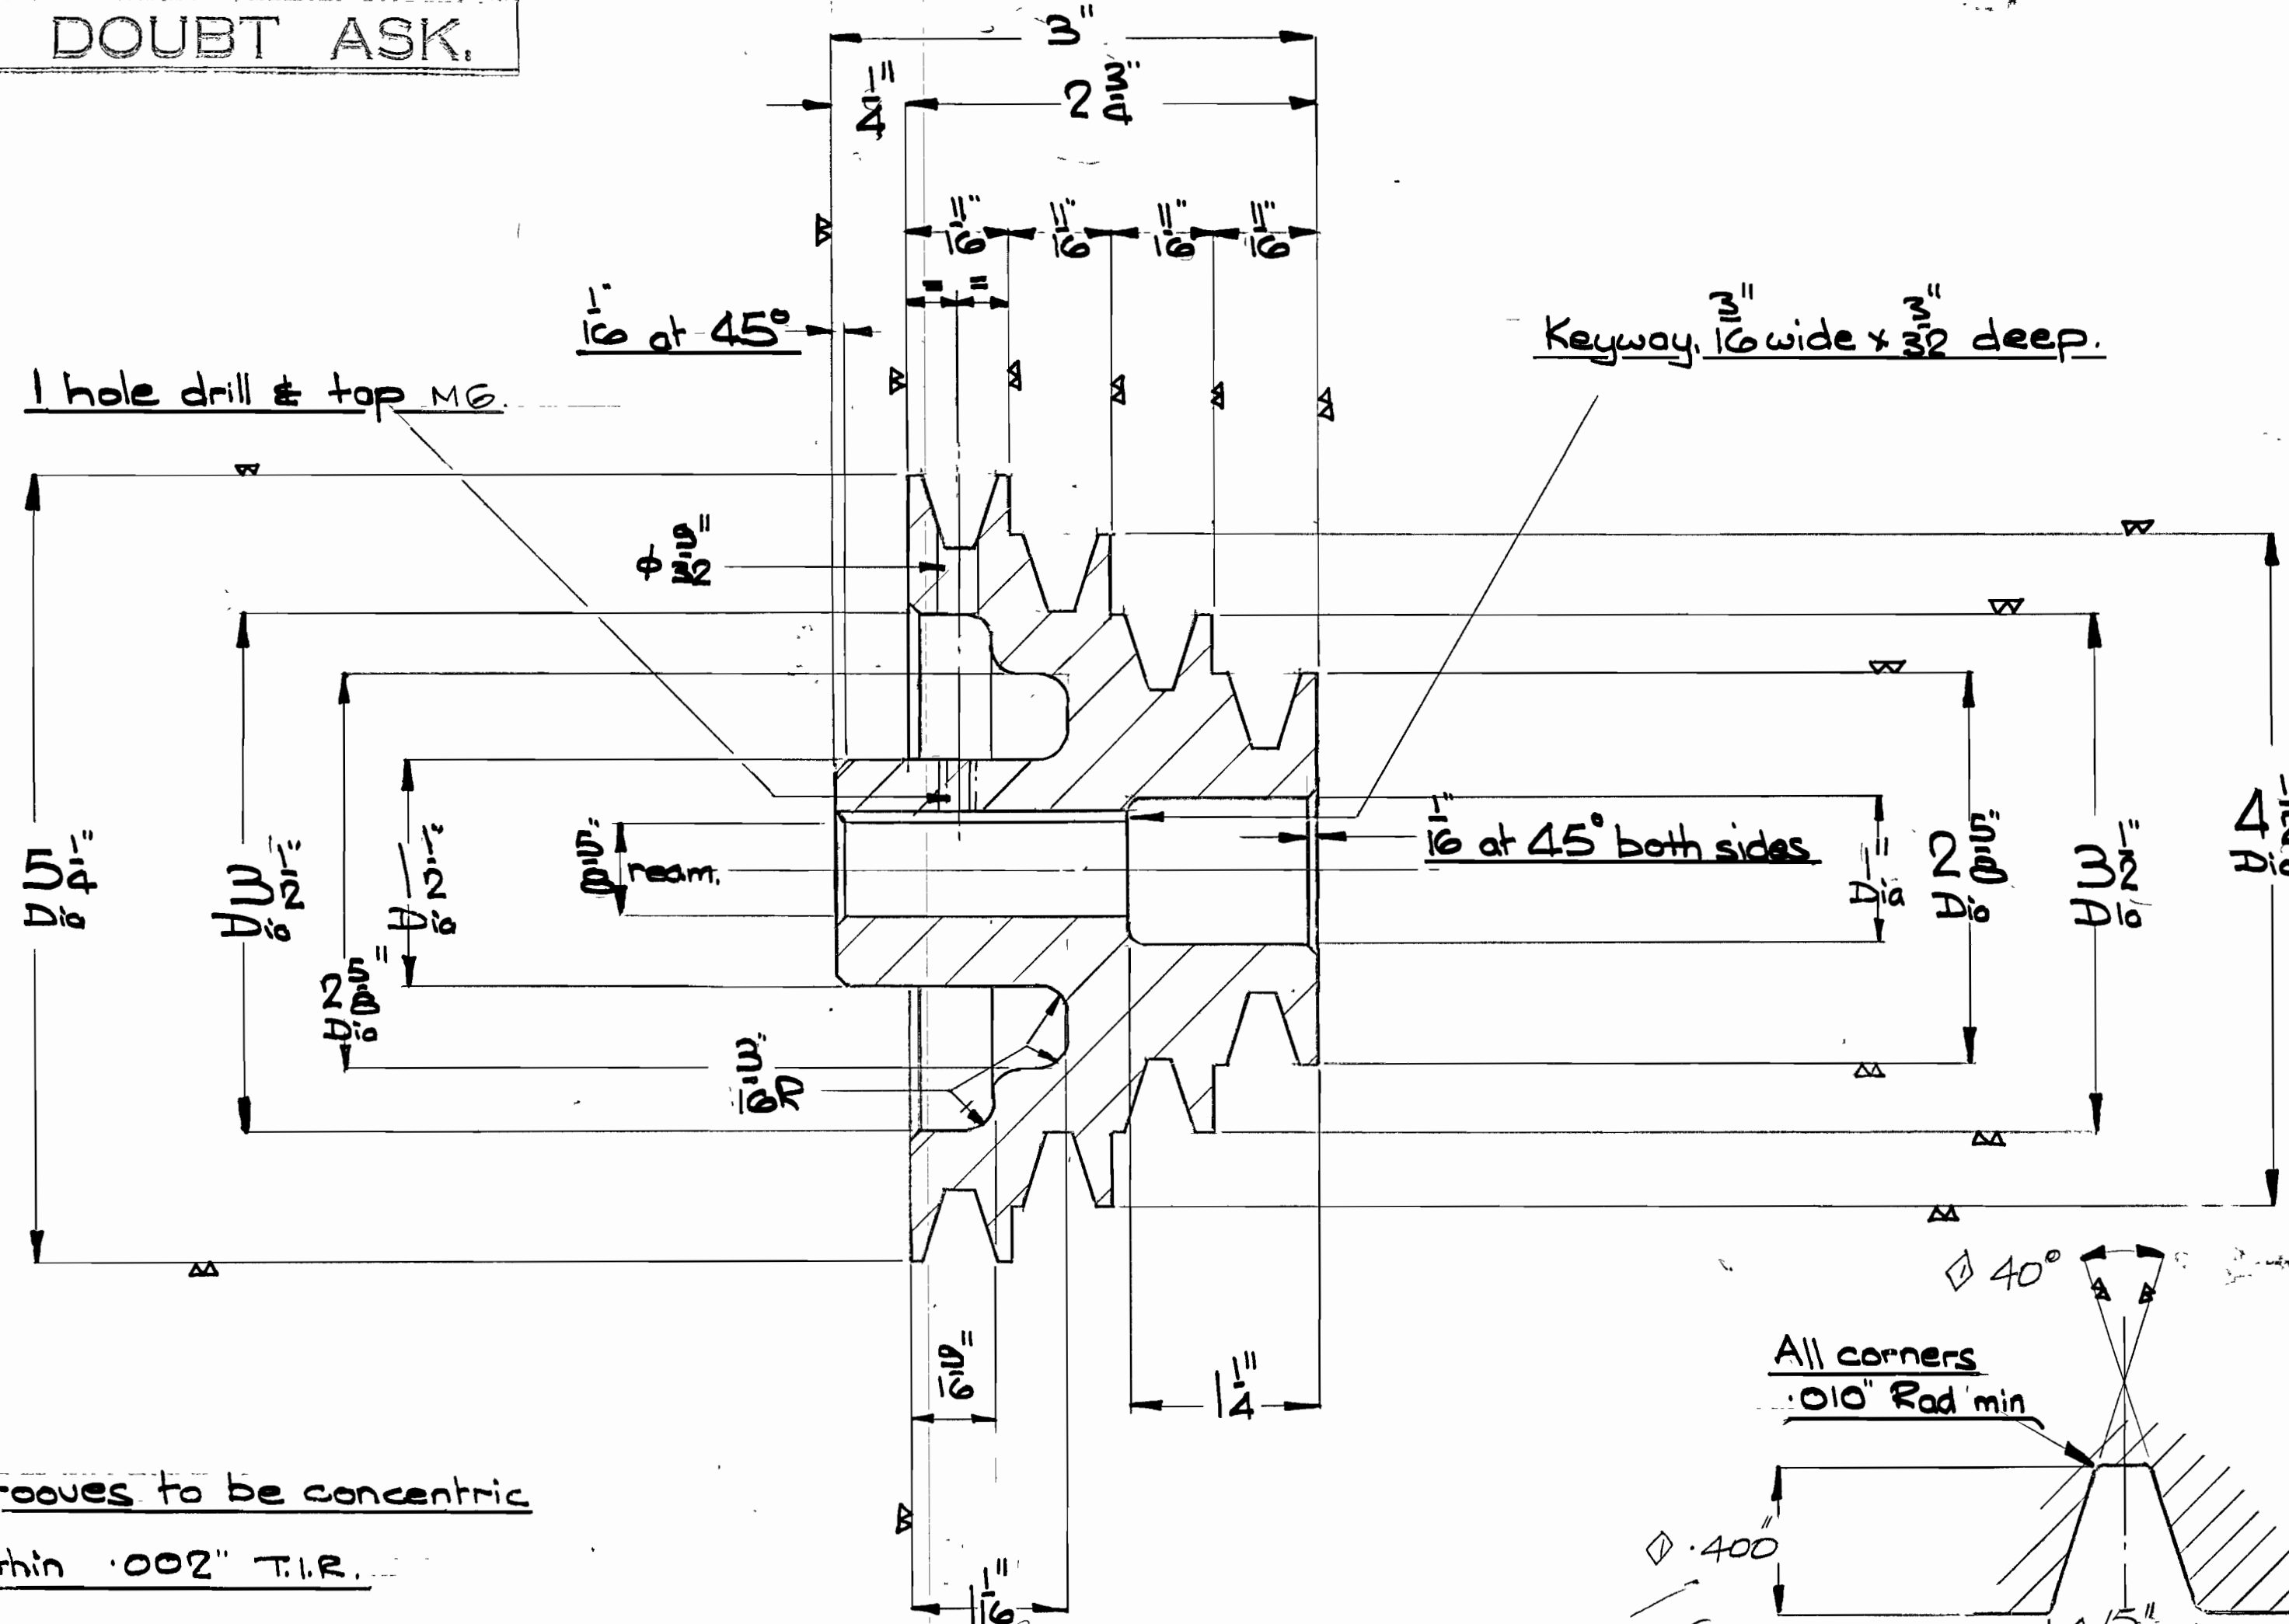 DOUBT ASK.
3"
1/4"
2 3/4"
11/16"
11/16"
11/16"
11/16"
= =
1/16" at 45°
Keyway, 3/16 wide x 3/32" deep.
1 hole drill & tap M6.
ϕ 9/32"
5 1/4" Dia
3 1/2" Dia
2 5/8" Dia
1 1/2" Dia
5/8" ream.
1/16" at 45° both sides
1" Dia
2 5/8" Dia
3 1/2" Dia
4
3/16" R
9/16"
1 1/4"
1 1/16"
40°
All corners
.010" Rad min
.400"
rooves to be concentric
hin .002" T.I.R.